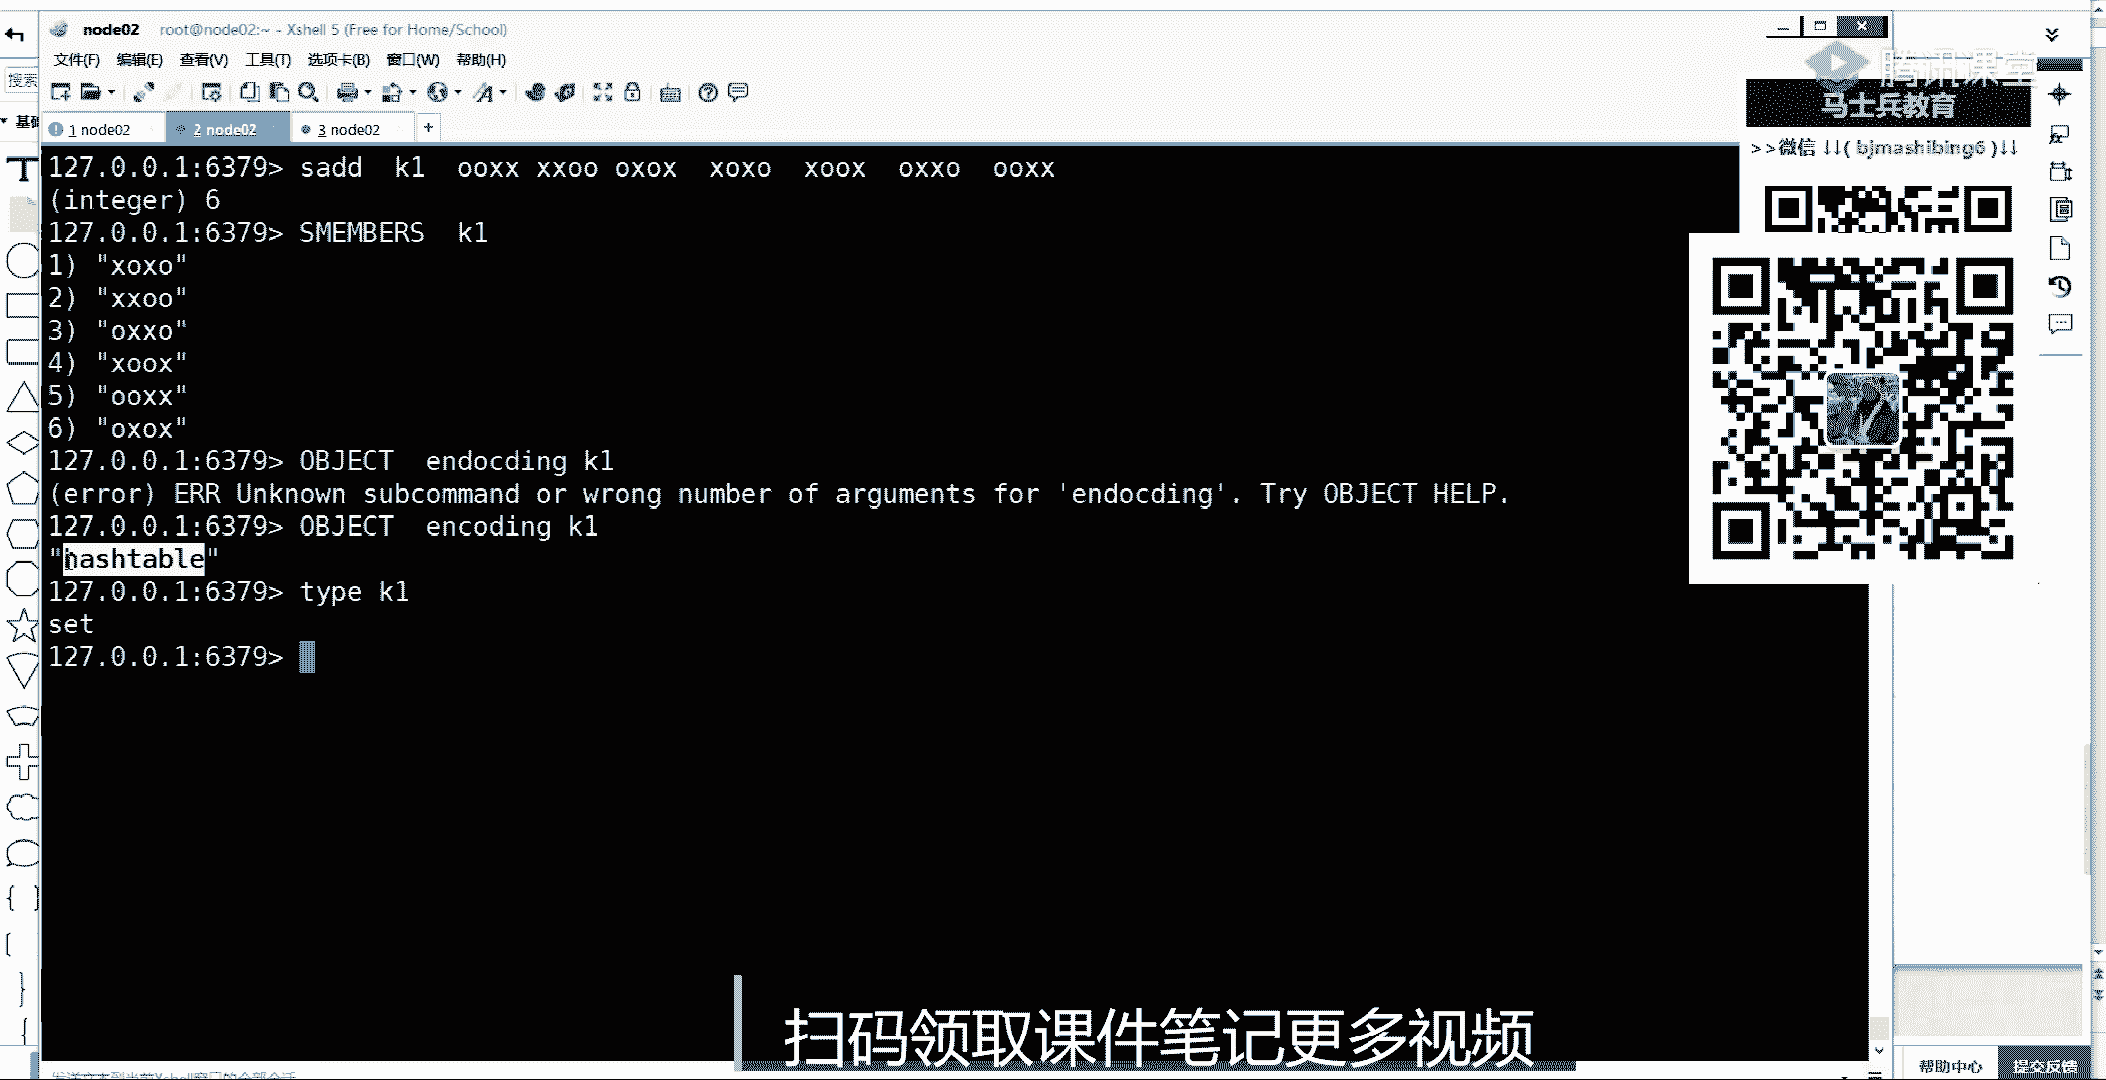 node02 root@node02:~ - Xshell 5 (Free for Home/School)
文件(F) 编辑(E) 查看(V) 工具(T) 选项卡(B) 窗口(W) 帮助(H)
搜索
基础
1 node02 2 node02 3 node02 +
腾讯课堂
马士兵教育
>>微信 ↓↓( bjmashibing6 )↓↓
127.0.0.1:6379> sadd k1 ooxx xxoo oxox xoxo xoox oxxo ooxx
(integer) 6
127.0.0.1:6379> SMEMBERS k1
1) "xoxo"
2) "xxoo"
3) "oxxo"
4) "xoox"
5) "ooxx"
6) "oxox"
127.0.0.1:6379> OBJECT endocding k1
(error) ERR Unknown subcommand or wrong number of arguments for 'endocding'. Try OBJECT HELP.
127.0.0.1:6379> OBJECT encoding k1
"hashtable"
127.0.0.1:6379> type k1
set
127.0.0.1:6379>
扫码领取课件笔记更多视频
帮助中心 提交反馈